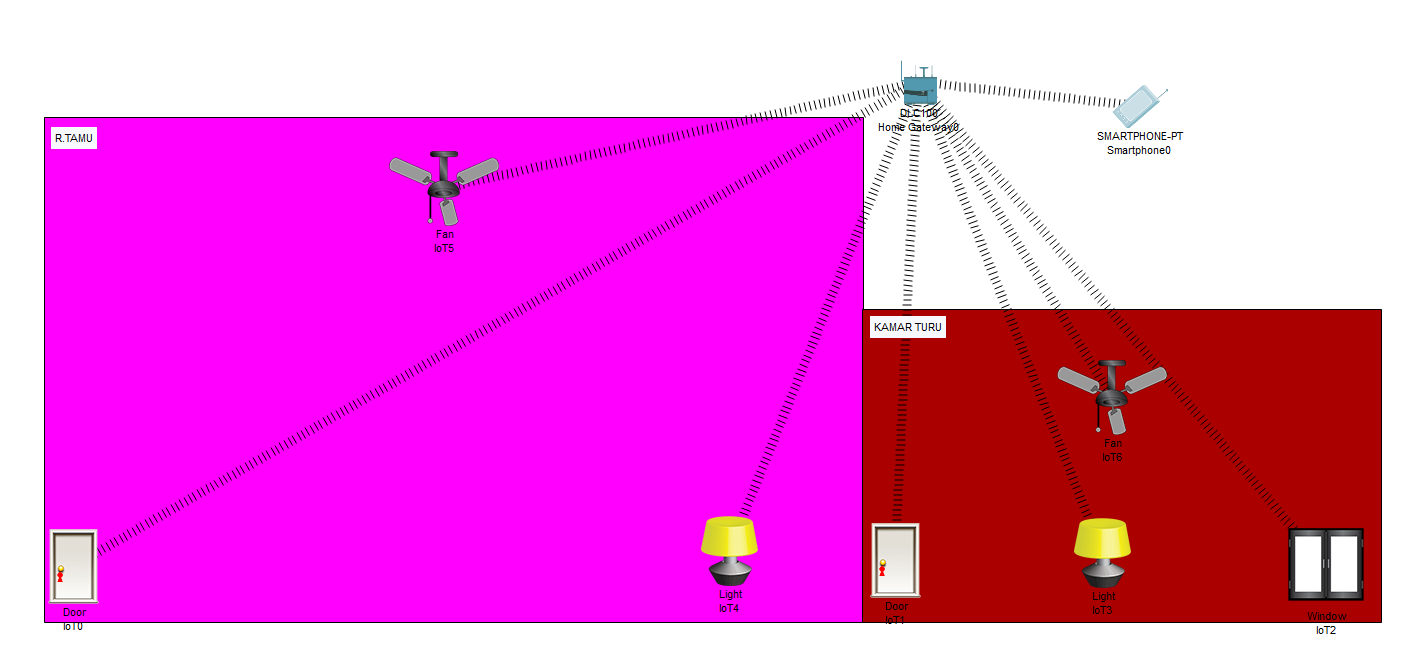 DLC100
Home Gateway0
SMARTPHONE-PT
Smartphone0
R.TAMU
Fan
IoT5
KAMAR TURU
Fan
IoT6
Door
IoT0
Light
IoT4
Door
IoT1
Light
IoT3
Window
IoT2